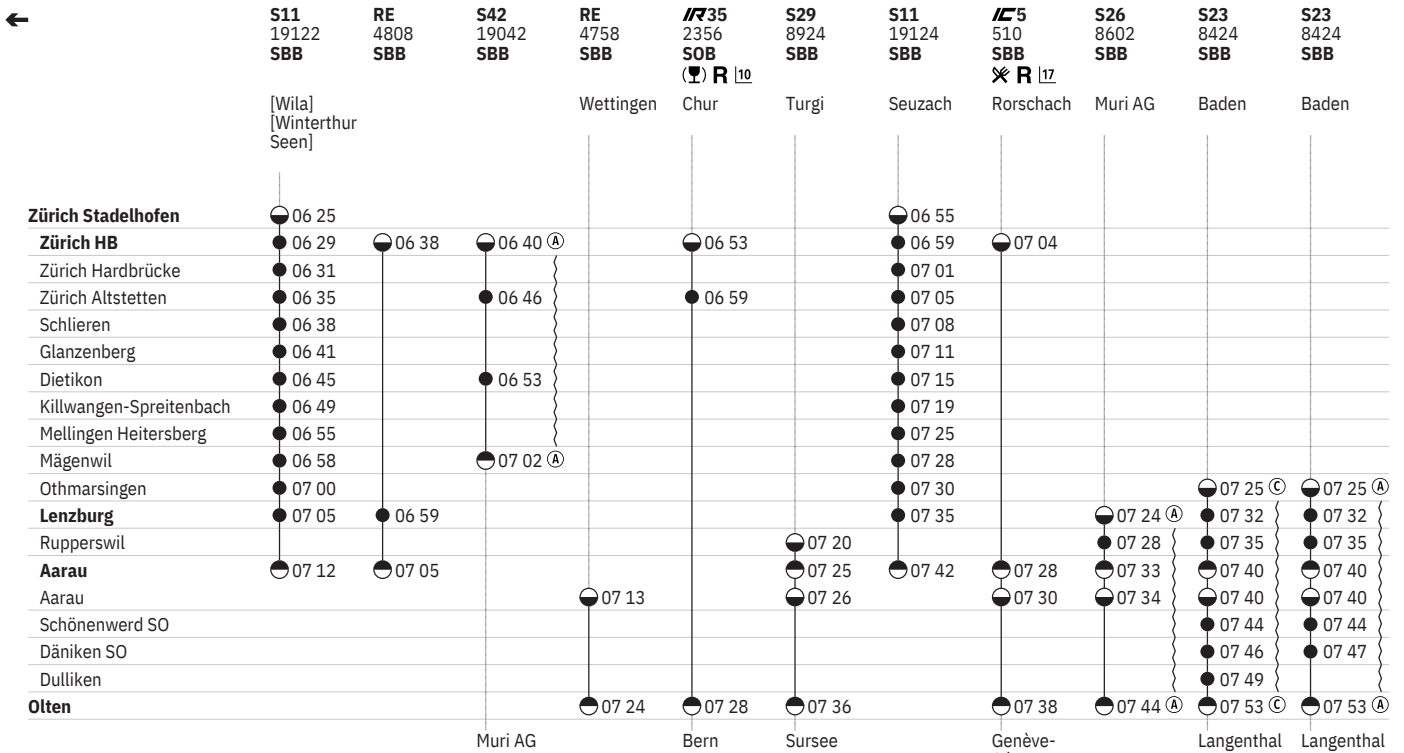 S11 RE S42 RE IR35 S29 S11 IC5 S26 S23 S23
19122 4808 19042 4758 2356 8924 19124 510 8602 8424 8424
SBB SBB SBB SBB SOB SBB SBB SBB SBB SBB SBB
R 10 R 17
[Wila] Wettingen Chur Turgi Seuzach Rorschach Muri AG Baden Baden
[Winterthur
Seen]
Zürich Stadelhofen 06 25 06 55
Zürich HB 06 29 06 38 06 40 A 06 53 06 59 07 04
Zürich Hardbrücke 06 31 07 01
Zürich Altstetten 06 35 06 46 06 59 07 05
Schlieren 06 38 07 08
Glanzenberg 06 41 07 11
Dietikon 06 45 06 53 07 15
Killwangen-Spreitenbach 06 49 07 19
Mellingen Heitersberg 06 55 07 25
Mägenwil 06 58 07 02 A 07 28
Othmarsingen 07 00 07 30 07 25 C 07 25 A
Lenzburg 07 05 06 59 07 35 07 24 A 07 32 07 32
Rupperswil 07 20 07 28 07 35 07 35
Aarau 07 12 07 05 07 25 07 42 07 28 07 33 07 40 07 40
Aarau 07 13 07 26 07 30 07 34 07 40 07 40
Schönenwerd SO 07 44 07 44
Däniken SO 07 46 07 47
Dulliken 07 49
Olten 07 24 07 28 07 36 07 38 07 44 A 07 53 C 07 53 A
Muri AG Bern Sursee Genève- Langenthal Langenthal